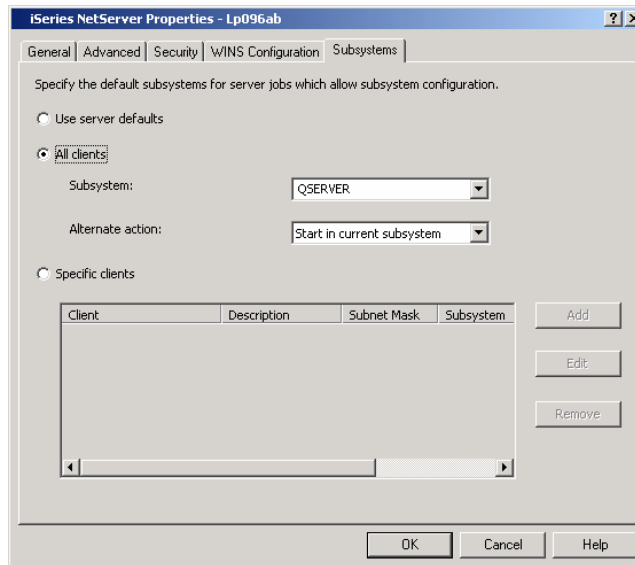 iSeries NetServer Properties - Lp096ab
General Advanced Security WINS Configuration Subsystems
Specify the default subsystems for server jobs which allow subsystem configuration.
Use server defaults
All clients
Subsystem: QSERVER
Alternate action: Start in current subsystem
Specific clients
Client Description Subnet Mask Subsystem
Add
Edit
Remove
OK Cancel Help